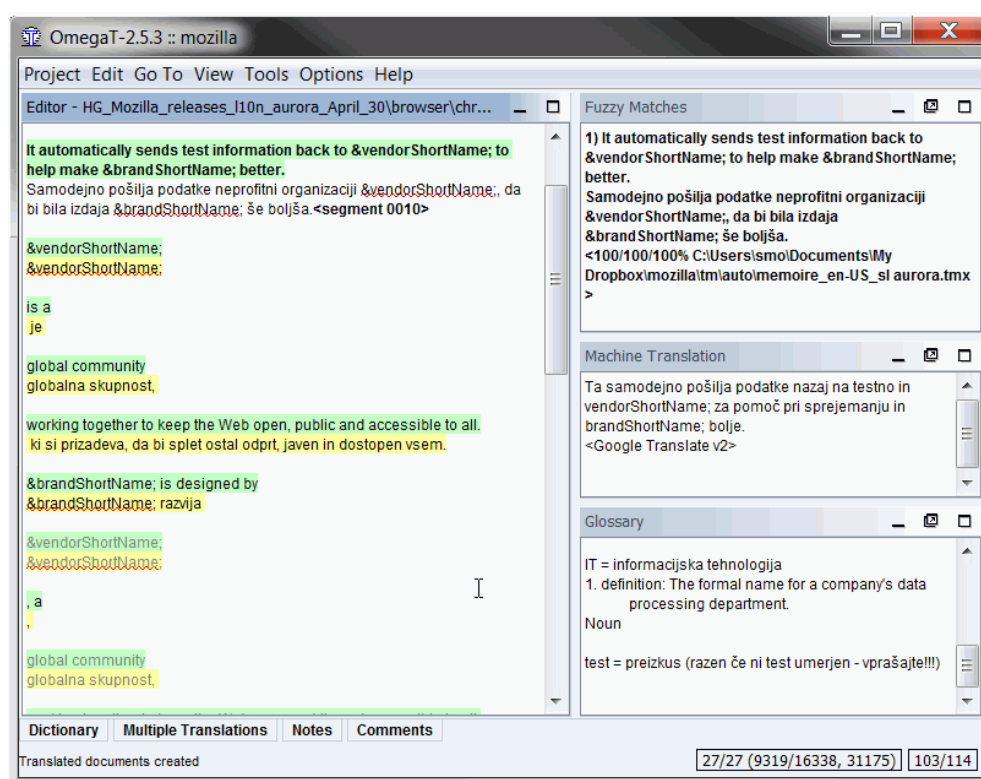 OmegaT-2.5.3 :: mozilla
Project Edit Go To View Tools Options Help
Editor - HG_Mozilla_releases_l10n_aurora_April_30\browser\chr...
It automatically sends test information back to &vendorShortName; to
help make &brandShortName; better.
Samodejno pošilja podatke neprofitni organizaciji &vendorShortName;, da
bi bila izdaja &brandShortName; še boljša.<segment 0010>
&vendorShortName;
&vendorShortName;
is a
je
global community
globalna skupnost,
working together to keep the Web open, public and accessible to all.
ki si prizadeva, da bi splet ostal odprt, javen in dostopen vsem.
&brandShortName; is designed by
&brandShortName; razvija
&vendorShortName;
&vendorShortName;
, a
,
global community
globalna skupnost,
Fuzzy Matches
1) It automatically sends test information back to
&vendorShortName; to help make &brandShortName;
better.
Samodejno pošilja podatke neprofitni organizaciji
&vendorShortName;, da bi bila izdaja
&brandShortName; še boljša.
<100/100/100% C:\Users\smo\Documents\My
Dropbox\mozilla\tm\auto\memoire_en-US_sl aurora.tmx
>
Machine Translation
Ta samodejno pošilja podatke nazaj na testno in
vendorShortName; za pomoč pri sprejemanju in
brandShortName; bolje.
<Google Translate v2>
Glossary
IT = informacijska tehnologija
1. definition: The formal name for a company's data
processing department.
Noun
test = preizkus (razen če ni test umerjen - vprašajte!!!)
Dictionary Multiple Translations Notes Comments
Translated documents created
27/27 (9319/16338, 31175) 103/114